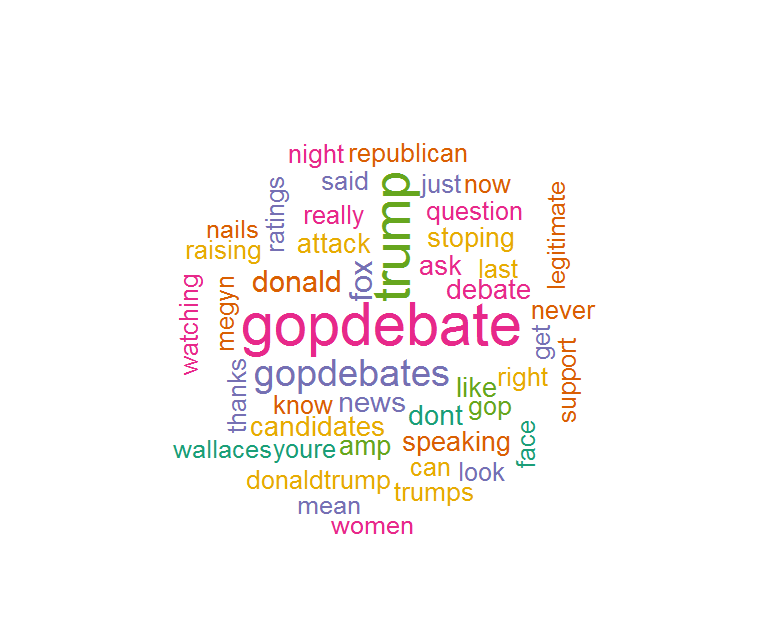 night republican
said just now
ratings
trump
really question
nails
attack stoping
raising
legitimate
ask last
fox
donald debate
watching
megyn
never
gopdebate
get
gopdebates
support
like right
thanks
know news dont gop
candidates
speaking
face
wallaces youre amp
can look
donaldtrump trumps
mean
women